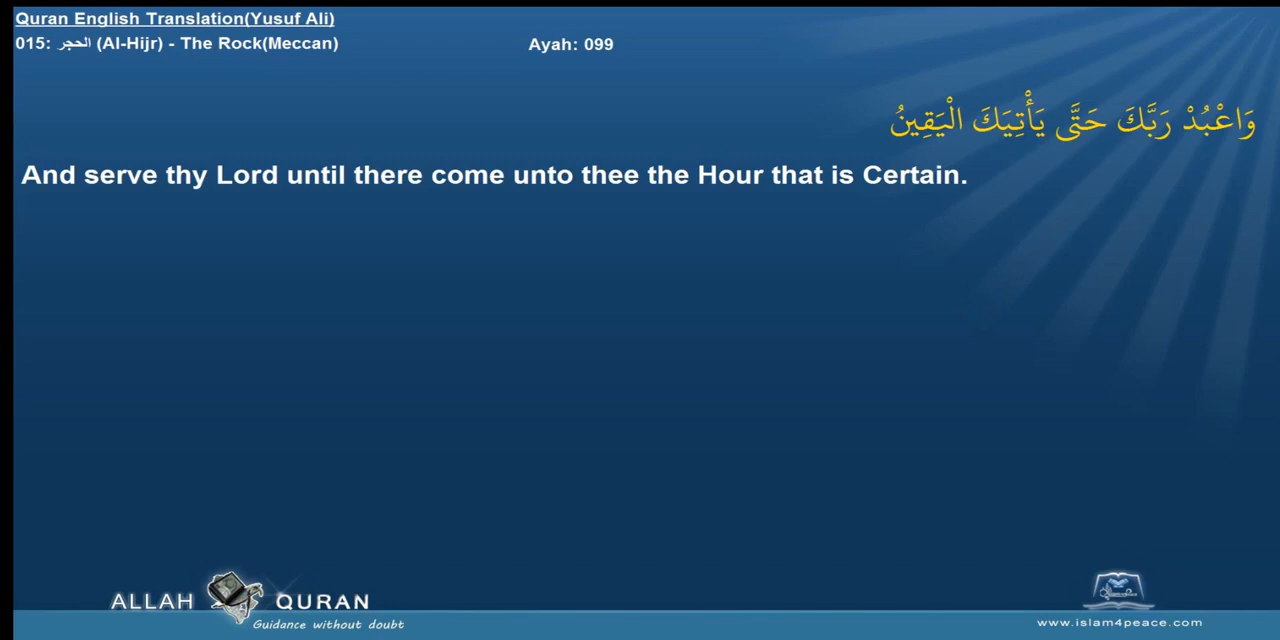 Quran English Translation(Yusuf Ali)
015: الحجر (Al-Hijr) - The Rock(Meccan)
Ayah: 099
وَاعْبُدْ رَبَّكَ حَتَّى يَأْتِيَكَ الْيَقِينُ
And serve thy Lord until there come unto thee the Hour that is Certain.
ALLAH QURAN
Guidance without doubt
www.islam4peace.com